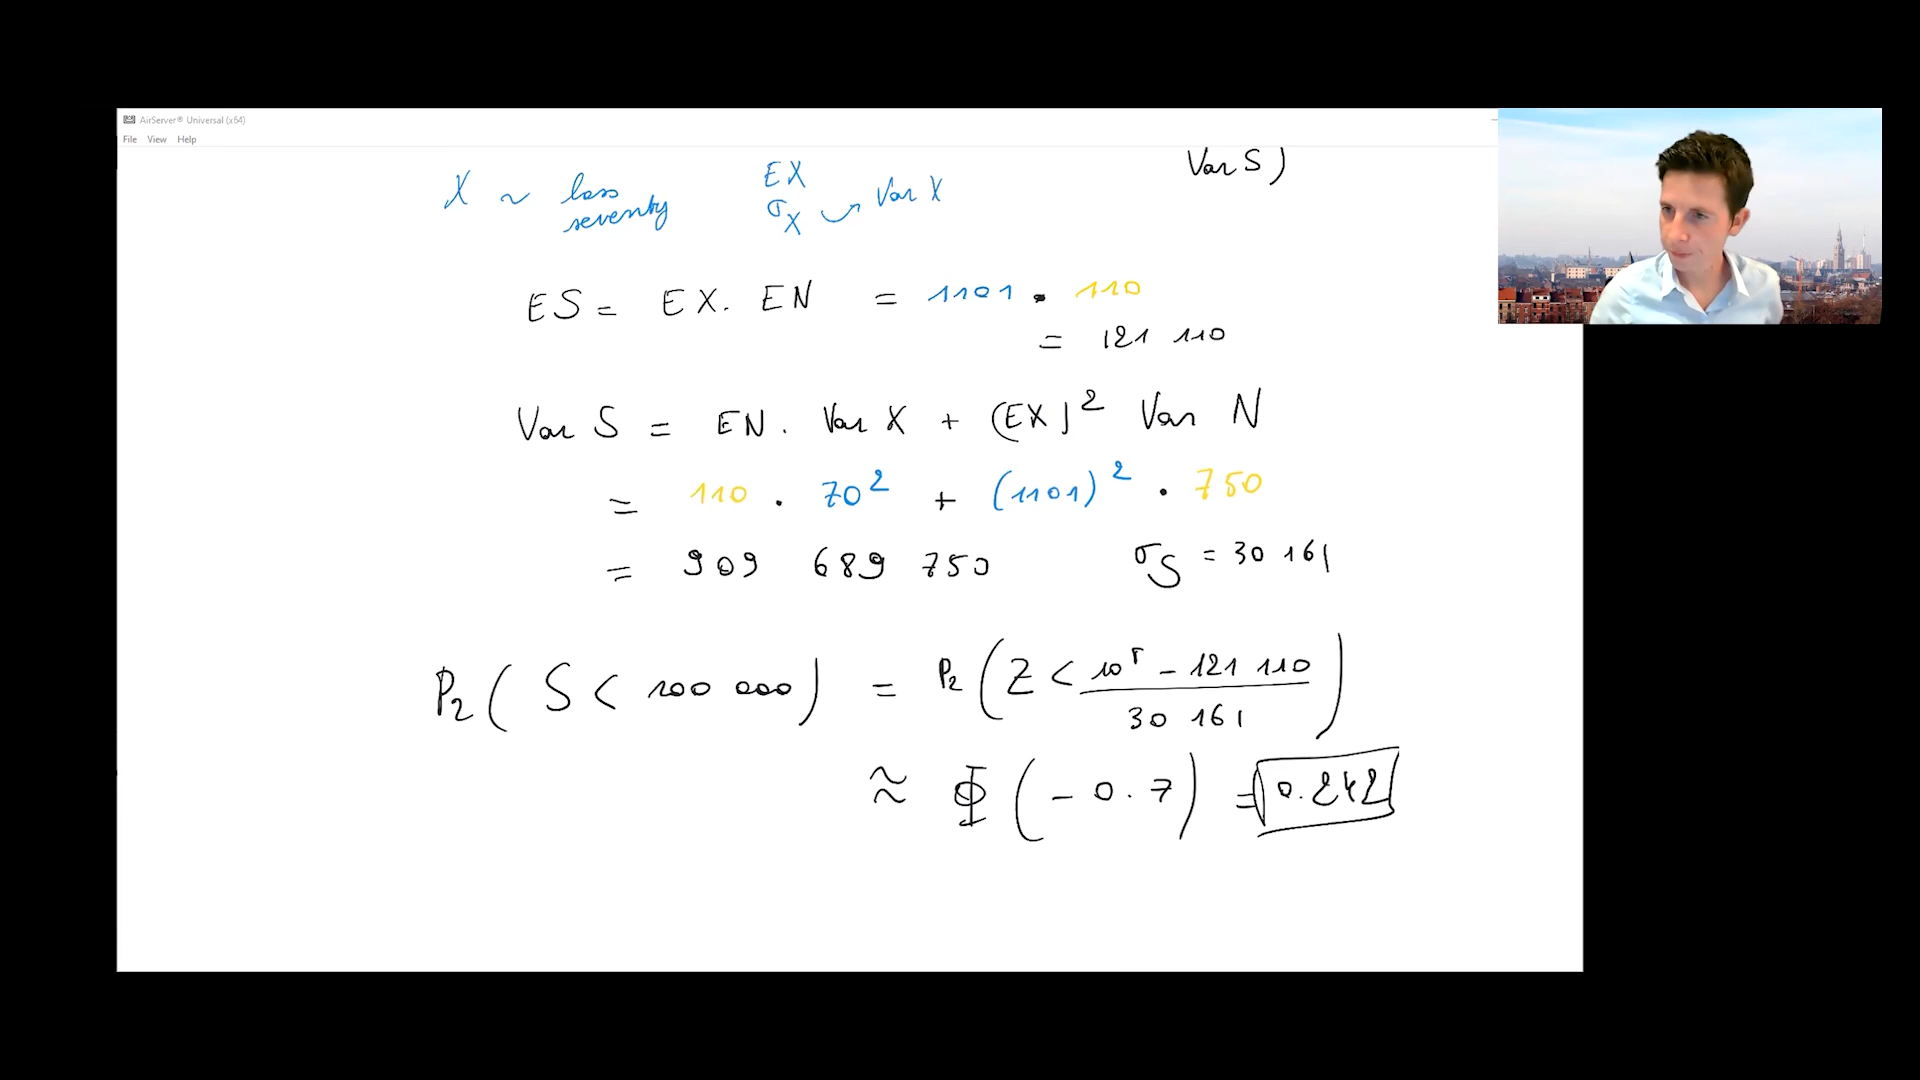 AirServer® Universal (x64)
File View Help
Var S)
X ~ loss severity EX σX → Var X
ES = EX. EN = 1101 • 110
= 121 110
Var S = EN. Var X + (EX)² Var N
= 110 . 70² + (1101)² . 750
= 909 689 750 σS = 30 161
Pr( S < 100 000) = Pr( Z < (10⁵ - 121 110) / 30 161 )
≈ Φ ( - 0.7) = 0.242